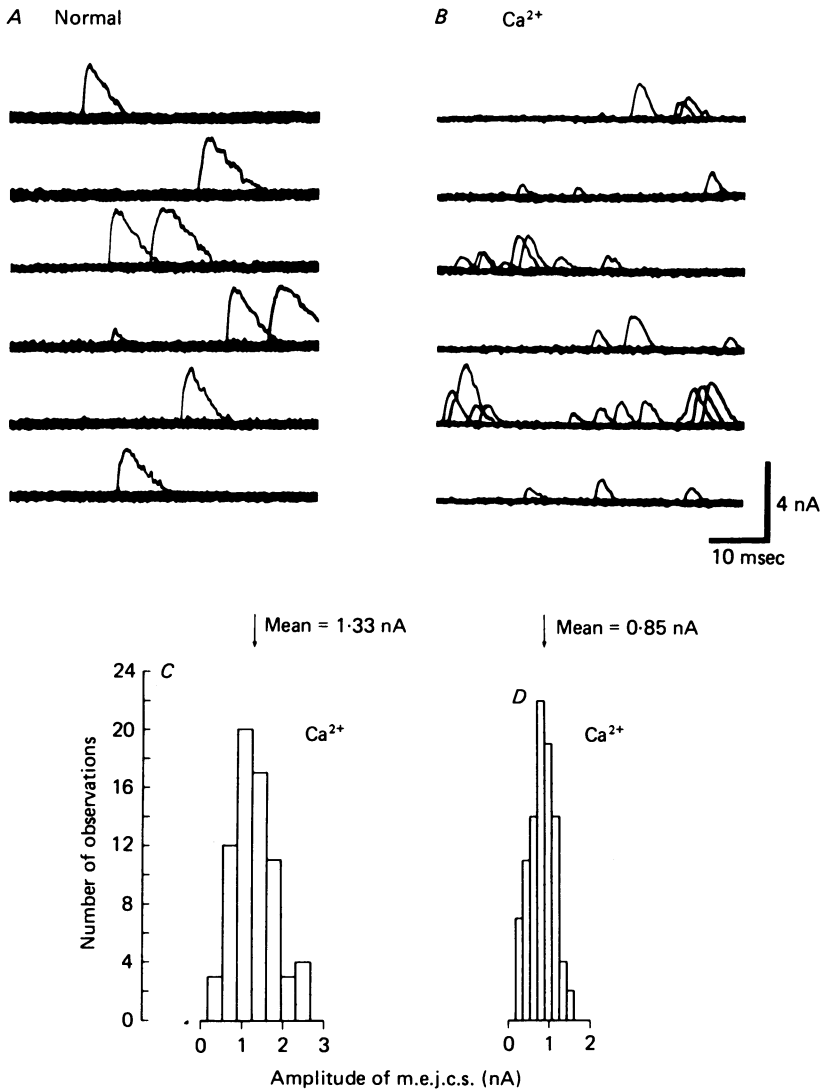 A Normal
B Ca²⁺
4 nA
10 msec
Mean = 1·33 nA
Mean = 0·85 nA
C
Ca²⁺
D
Ca²⁺
Number of observations
24
20
16
12
8
4
0
0 1 2 3
0 1 2
Amplitude of m.e.j.c.s. (nA)